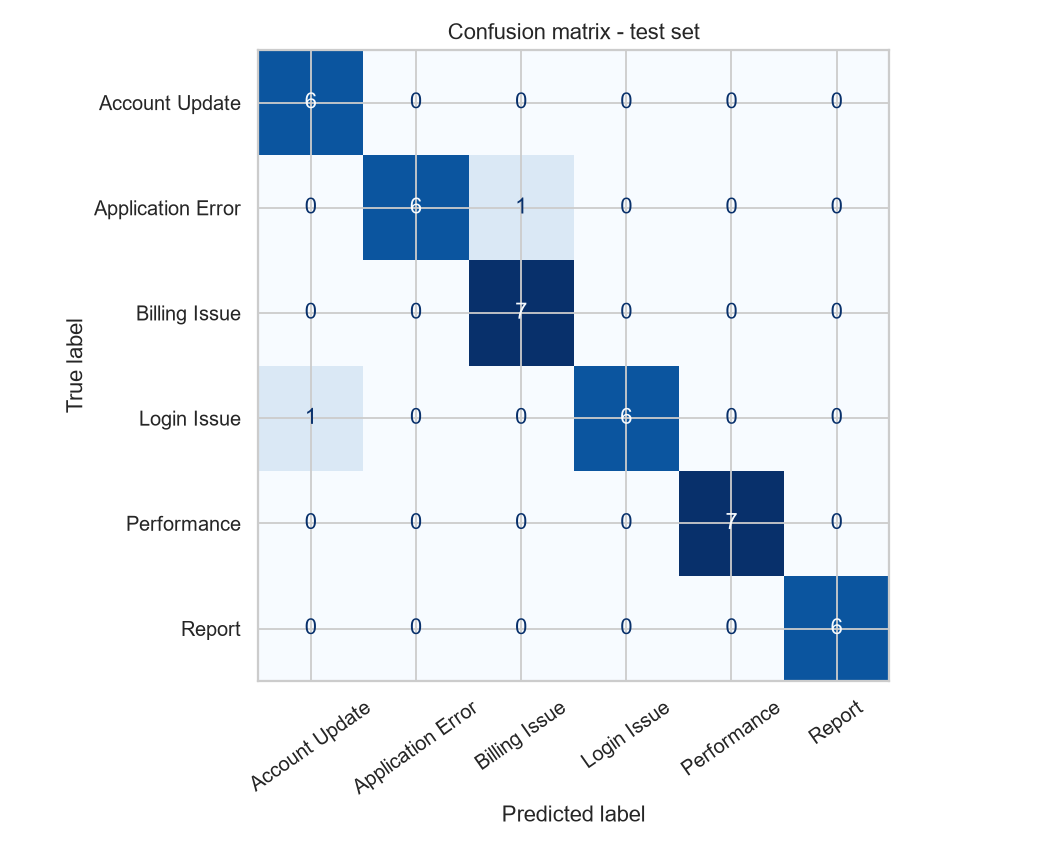 Confusion matrix - test set
Account Update 6 0 0 0 0 0
Application Error 0 6 1 0 0 0
Billing Issue 0 0 7 0 0 0
True label
Login Issue 1 0 0 6 0 0
Performance 0 0 0 0 7 0
Report 0 0 0 0 0 6
Account Update Application Error Billing Issue Login Issue Performance Report
Predicted label